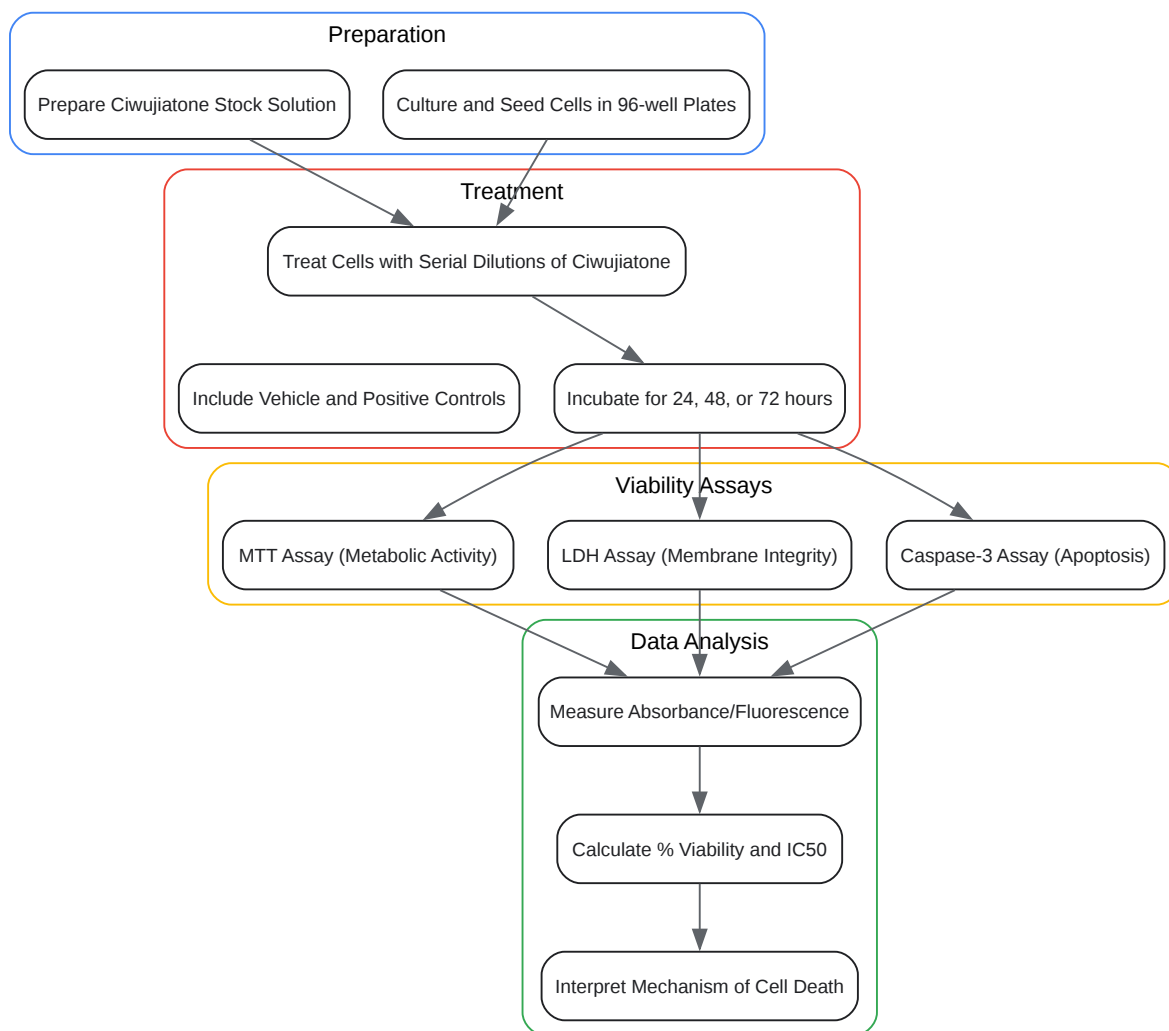 Preparation
Prepare Ciwujiatone Stock Solution
Culture and Seed Cells in 96-well Plates
Treatment
Treat Cells with Serial Dilutions of Ciwujiatone
Include Vehicle and Positive Controls
Incubate for 24, 48, or 72 hours
Viability Assays
MTT Assay (Metabolic Activity)
LDH Assay (Membrane Integrity)
Caspase-3 Assay (Apoptosis)
Data Analysis
Measure Absorbance/Fluorescence
Calculate % Viability and IC50
Interpret Mechanism of Cell Death